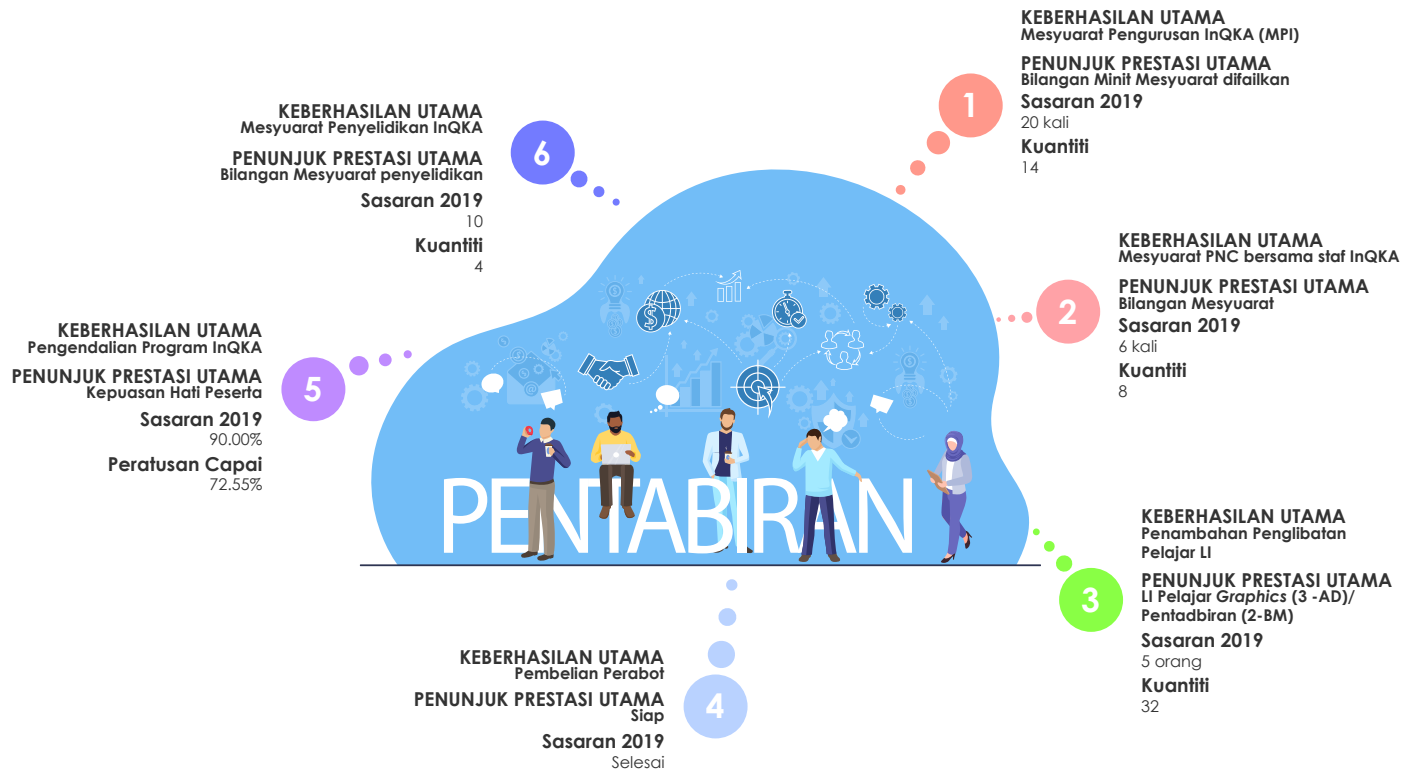 KEBERHASILAN UTAMA
Mesyuarat Pengurusan InQKA (MPI)
PENUNJUK PRESTASI UTAMA
Bilangan Minit Mesyuarat difailkan
Sasaran 2019
20 kali
Kuantiti
14
1
KEBERHASILAN UTAMA
Mesyuarat PNC bersama staf InQKA
PENUNJUK PRESTASI UTAMA
Bilangan Mesyuarat
Sasaran 2019
6 kali
Kuantiti
8
2
KEBERHASILAN UTAMA
Penambahan Penglibatan
Pelajar LI
PENUNJUK PRESTASI UTAMA
LI Pelajar Graphics (3 -AD)/
Pentadbiran (2-BM)
Sasaran 2019
5 orang
Kuantiti
32
3
KEBERHASILAN UTAMA
Pembelian Perabot
PENUNJUK PRESTASI UTAMA
Siap
Sasaran 2019
Selesai
4
KEBERHASILAN UTAMA
Pengendalian Program InQKA
PENUNJUK PRESTASI UTAMA
Kepuasan Hati Peserta
Sasaran 2019
90.00%
Peratusan Capai
72.55%
5
KEBERHASILAN UTAMA
Mesyuarat Penyelidikan InQKA
PENUNJUK PRESTASI UTAMA
Bilangan Mesyuarat penyelidikan
Sasaran 2019
10
Kuantiti
4
6
PENTABIRAN